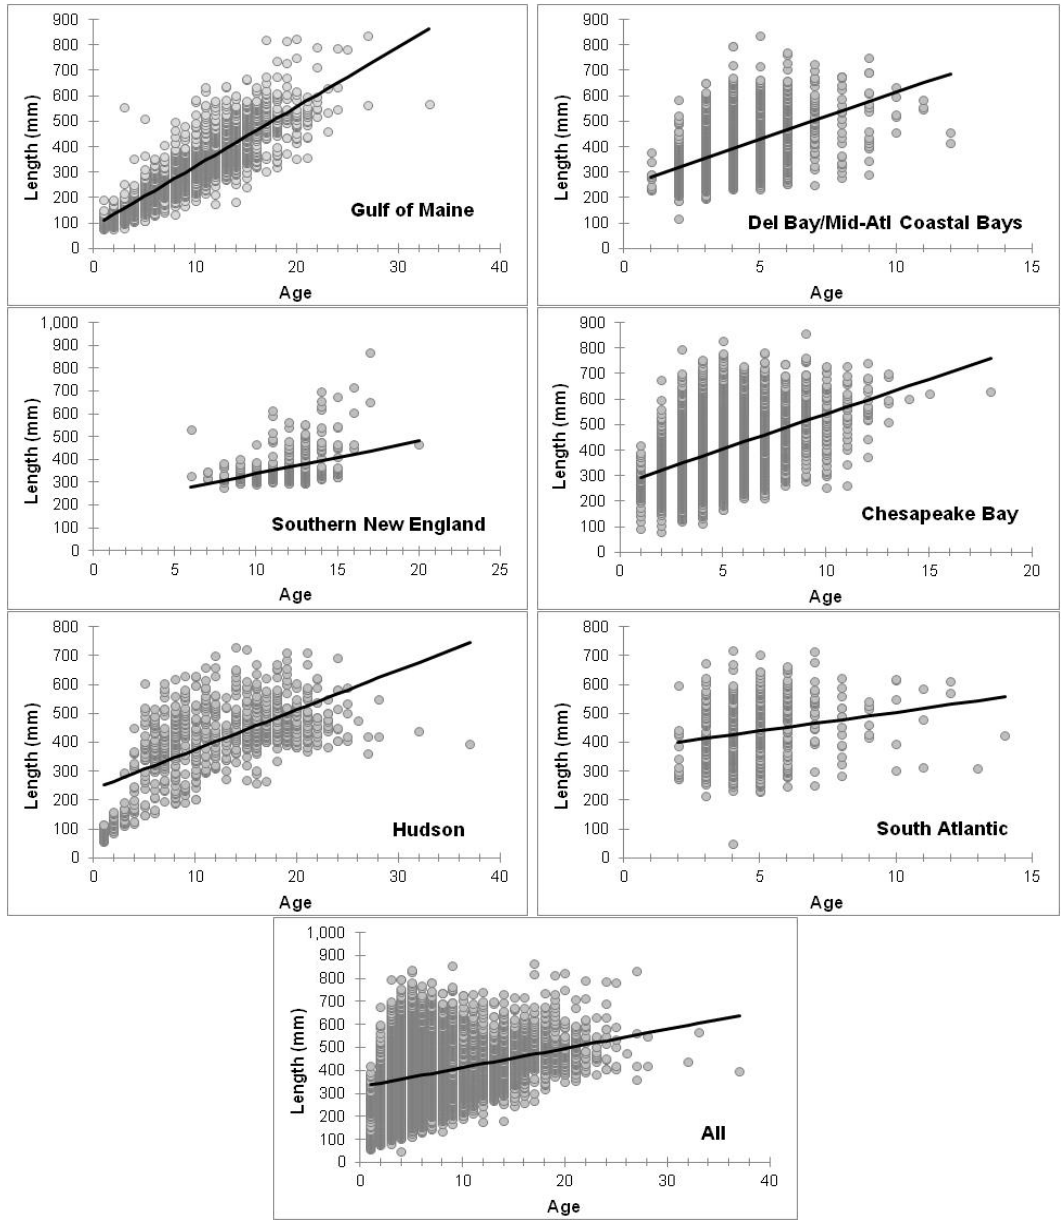 900
800
700
600
500
400
300
200
100
0
Length (mm)
Gulf of Maine
0 10 20 30 40
Age
900
800
700
600
500
400
300
200
100
0
Length (mm)
Del Bay/Mid-Atl Coastal Bays
0 5 10 15
Age
1,000
900
800
700
600
500
400
300
200
100
0
Length (mm)
Southern New England
0 5 10 15 20 25
Age
900
800
700
600
500
400
300
200
100
0
Length (mm)
Chesapeake Bay
0 5 10 15 20
Age
800
700
600
500
400
300
200
100
0
Length (mm)
Hudson
0 10 20 30 40
Age
800
700
600
500
400
300
200
100
0
Length (mm)
South Atlantic
0 5 10 15
Age
1,000
900
800
700
600
500
400
300
200
100
0
Length (mm)
All
0 10 20 30 40
Age